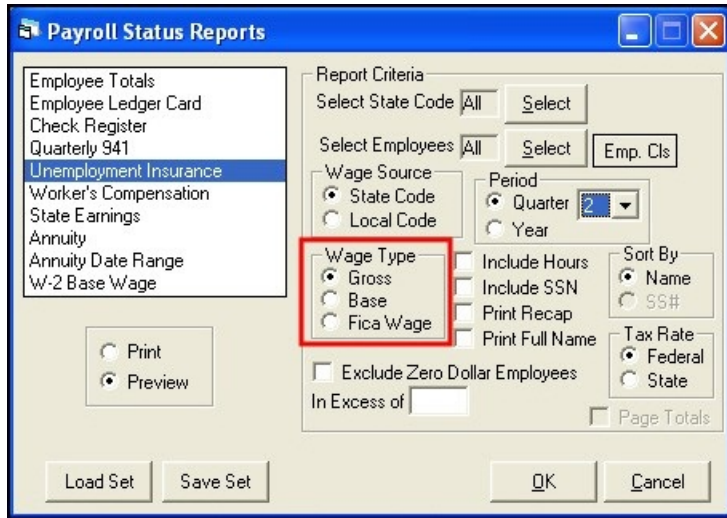 Payroll Status Reports
Employee Totals
Employee Ledger Card
Check Register
Quarterly 941
Unemployment Insurance
Worker's Compensation
State Earnings
Annuity
Annuity Date Range
W-2 Base Wage
Print
Preview
Load Set Save Set
Report Criteria
Select State Code All Select
Select Employees All Select Emp. Cls
Wage Source
State Code
Local Code
Period
Quarter 2
Year
Wage Type
Gross
Base
Fica Wage
Include Hours
Include SSN
Print Recap
Print Full Name
Sort By
Name
SS#
Tax Rate
Federal
State
Exclude Zero Dollar Employees
In Excess of
Page Totals
OK Cancel